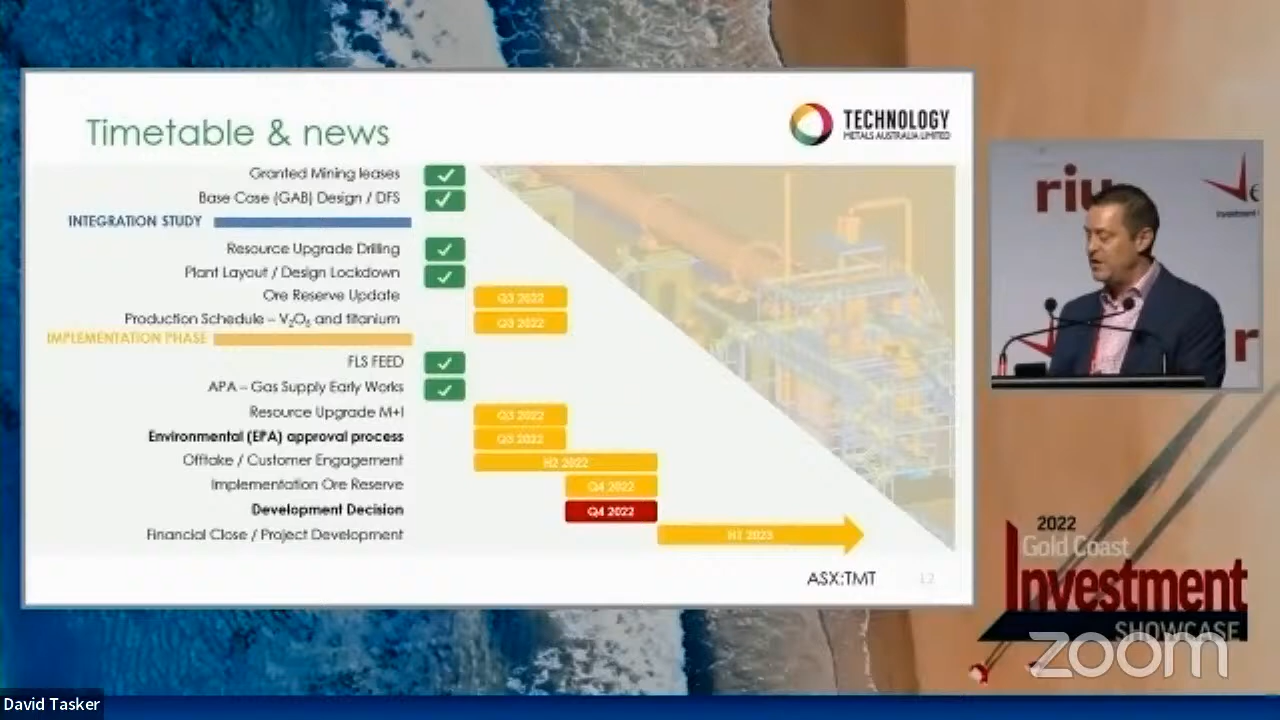 Timetable & news
TECHNOLOGY
METALS AUSTRALIA LIMITED
Granted Mining leases
Base Case (GAB) Design / DFS
INTEGRATION STUDY
Resource Upgrade Drilling
Plant Layout / Design Lockdown
Ore Reserve Update Q3 2022
Production Schedule – V₂O₅ and titanium Q3 2022
IMPLEMENTATION PHASE
FLS FEED
APA – Gas Supply Early Works
Resource Upgrade M+I Q3 2022
Environmental (EPA) approval process Q3 2022
Offtake / Customer Engagement H2 2022
Implementation Ore Reserve Q4 2022
Development Decision Q4 2022
Financial Close / Project Development H1 2023
ASX:TMT 12
riu
2022
Gold Coast
Investment
SHOWCASE
zoom
David Tasker